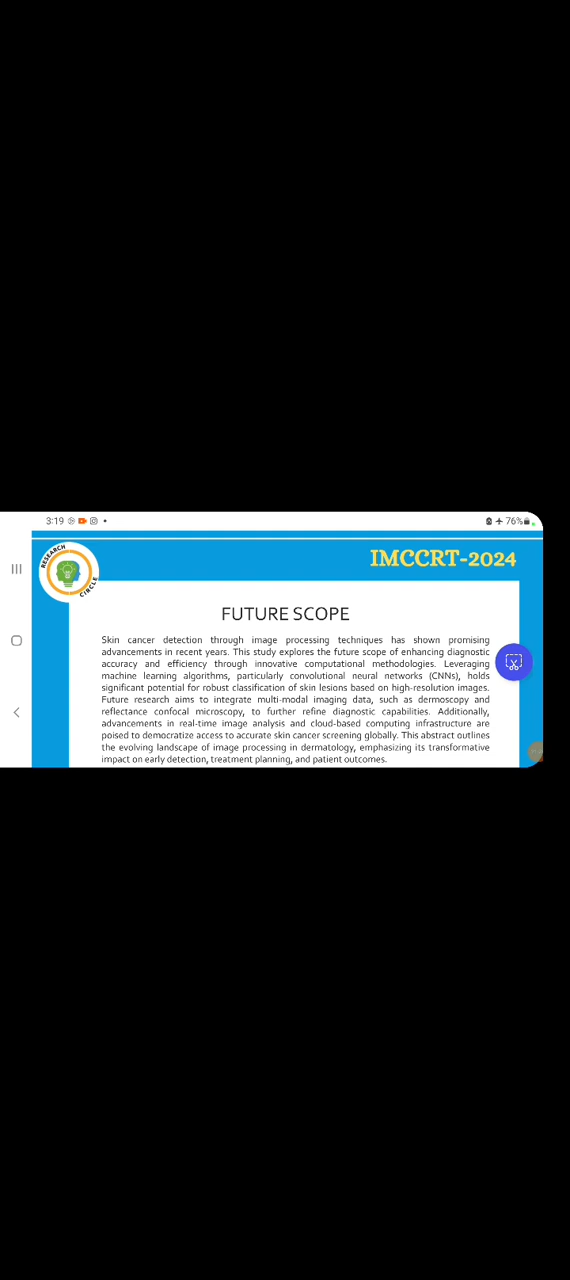 3:19
76%
RESEARCH
CIRCLE
IMCCRT-2024
FUTURE SCOPE
Skin cancer detection through image processing techniques has shown promising
advancements in recent years. This study explores the future scope of enhancing diagnostic
accuracy and efficiency through innovative computational methodologies. Leveraging
machine learning algorithms, particularly convolutional neural networks (CNNs), holds
significant potential for robust classification of skin lesions based on high-resolution images.
Future research aims to integrate multi-modal imaging data, such as dermoscopy and
reflectance confocal microscopy, to further refine diagnostic capabilities. Additionally,
advancements in real-time image analysis and cloud-based computing infrastructure are
poised to democratize access to accurate skin cancer screening globally. This abstract outlines
the evolving landscape of image processing in dermatology, emphasizing its transformative
impact on early detection, treatment planning, and patient outcomes.